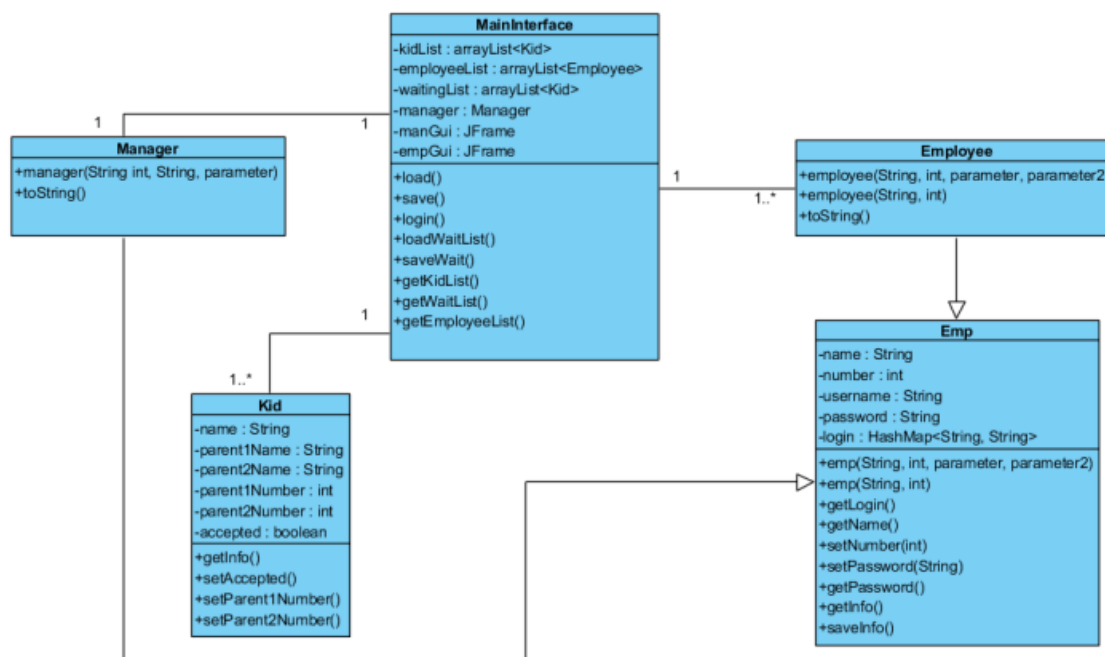 MainInterface
-kidList : arrayList<Kid>
-employeeList : arrayList<Employee>
-waitingList : arrayList<Kid>
-manager : Manager
-manGui : JFrame
-empGui : JFrame
+load()
+save()
+login()
+loadWaitList()
+saveWait()
+getKidList()
+getWaitList()
+getEmployeeList()
1
1
Manager
+manager(String int, String, parameter)
+toString()
1
1..*
Employee
+employee(String, int, parameter, parameter2
+employee(String, int)
+toString()
1
1..*
Kid
-name : String
-parent1Name : String
-parent2Name : String
-parent1Number : int
-parent2Number : int
-accepted : boolean
+getInfo()
+setAccepted()
+setParent1Number()
+setParent2Number()
Emp
-name : String
-number : int
-username : String
-password : String
-login : HashMap<String, String>
+emp(String, int, parameter, parameter2)
+emp(String, int)
+getLogin()
+getName()
+setNumber(int)
+setPassword(String)
+getPassword()
+getInfo()
+saveInfo()